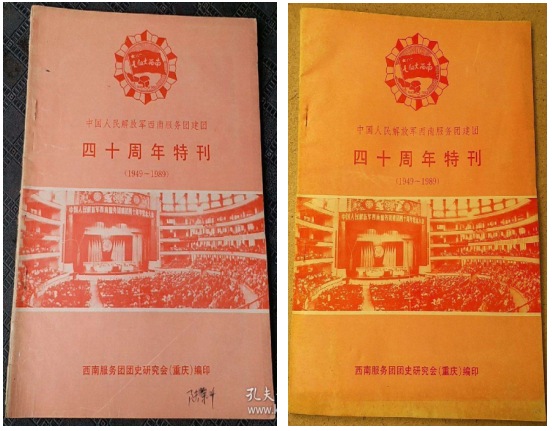 中国人民解放军西南服务团建团
四十周年特刊
(1949—1989)
西南服务团团史研究会(重庆)编印
孔夫
中国人民解放军西南服务团建团
四十周年特刊
(1949—1989)
西南服务团团史研究会(重庆)编印